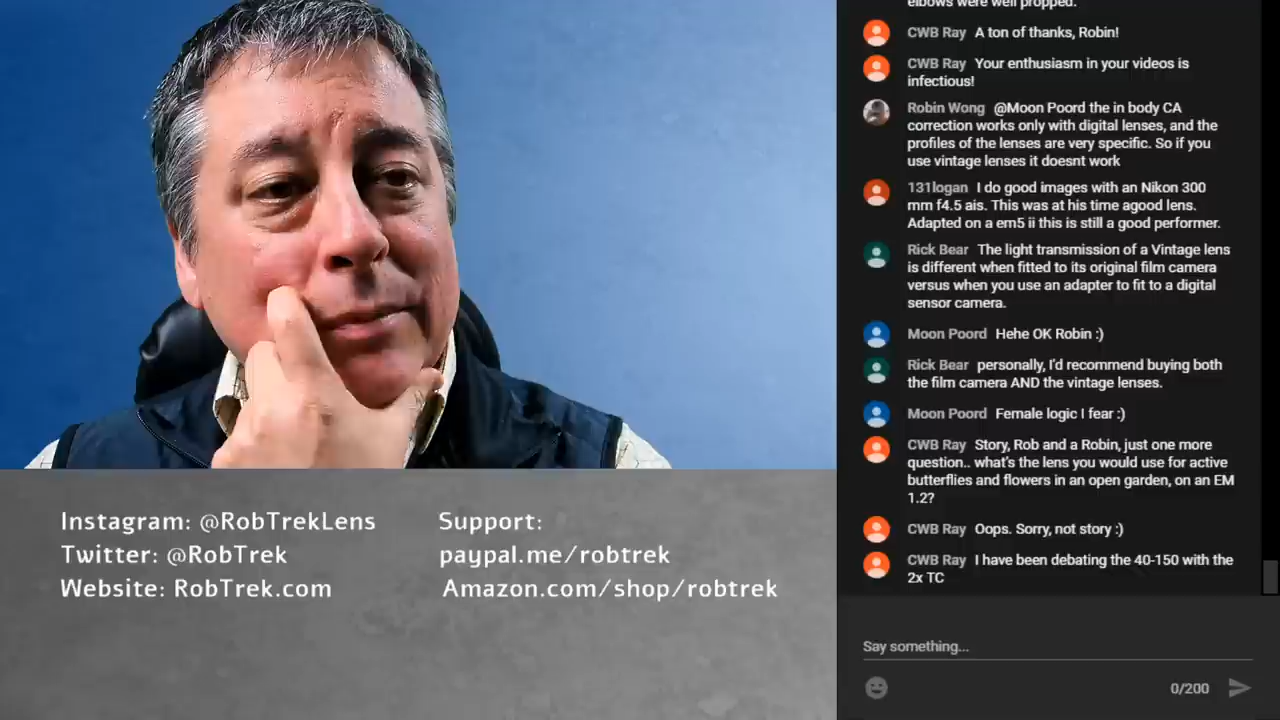 Instagram: @RobTrekLens
Twitter: @RobTrek
Website: RobTrek.com
Support:
paypal.me/robtrek
Amazon.com/shop/robtrek
elbows were well propped.
CWB Ray A ton of thanks, Robin!
CWB Ray Your enthusiasm in your videos is
infectious!
Robin Wong @Moon Poord the in body CA
correction works only with digital lenses, and the
profiles of the lenses are very specific. So if you
use vintage lenses it doesnt work
131logan I do good images with an Nikon 300
mm f4.5 ais. This was at his time agood lens.
Adapted on a em5 ii this is still a good performer.
Rick Bear The light transmission of a Vintage lens
is different when fitted to its original film camera
versus when you use an adapter to fit to a digital
sensor camera.
Moon Poord Hehe OK Robin :)
Rick Bear personally, I'd recommend buying both
the film camera AND the vintage lenses.
Moon Poord Female logic I fear :)
CWB Ray Story, Rob and a Robin, just one more
question.. what's the lens you would use for active
butterflies and flowers in an open garden, on an EM
1.2?
CWB Ray Oops. Sorry, not story :)
CWB Ray I have been debating the 40-150 with the
2x TC
Say something...
0/200